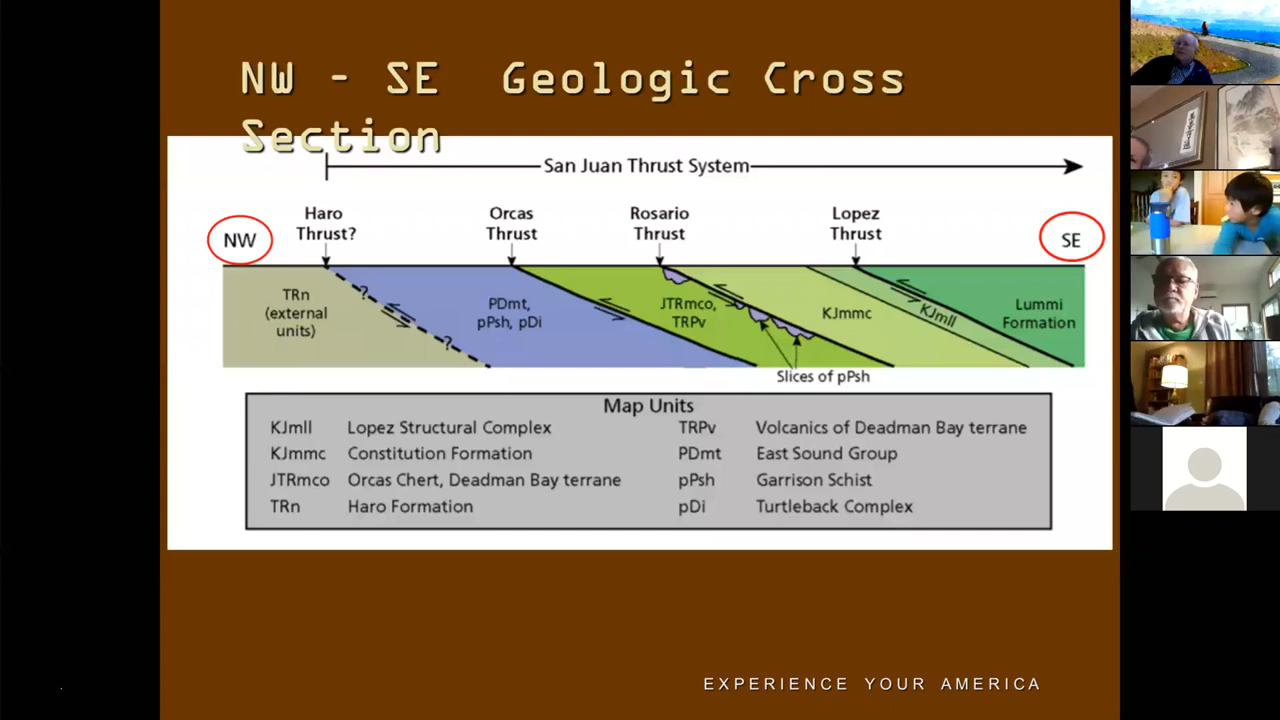 NW - SE Geologic Cross
Section
San Juan Thrust System
NW
Haro
Thrust?
Orcas
Thrust
Rosario
Thrust
Lopez
Thrust
SE
TRn
(external
units)
?
?
PDmt,
pPsh, pDi
JTRmco,
TRPv
KJmmc
KJmll
Lummi
Formation
Slices of pPsh
Map Units
KJmll Lopez Structural Complex
KJmmc Constitution Formation
JTRmco Orcas Chert, Deadman Bay terrane
TRn Haro Formation
TRPv Volcanics of Deadman Bay terrane
PDmt East Sound Group
pPsh Garrison Schist
pDi Turtleback Complex
EXPERIENCE YOUR AMERICA